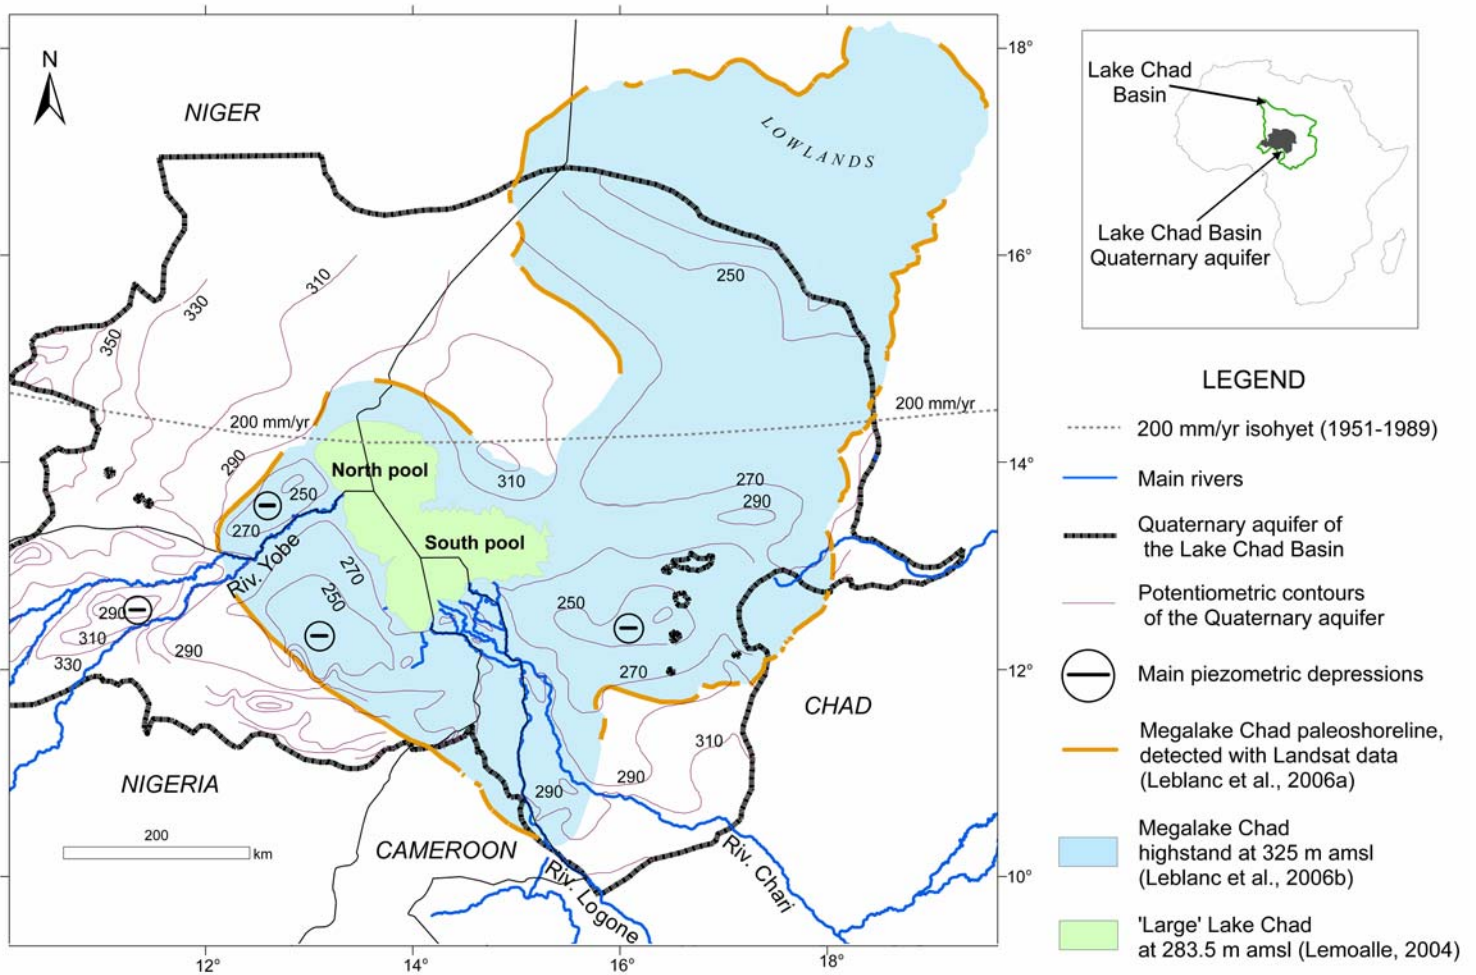 N
NIGER
LOWLANDS
18°
16°
14°
12°
10°
350
330
310
250
200 mm/yr
200 mm/yr
290
North pool
250
270
310
270
290
South pool
Riv. Yobe
270
250
250
290
310
330
290
270
CHAD
310
290
290
NIGERIA
200
km
CAMEROON
Riv. Logone
Riv. Chari
12°
14°
16°
18°
Lake Chad
Basin
Lake Chad Basin
Quaternary aquifer
LEGEND
200 mm/yr isohyet (1951-1989)
Main rivers
Quaternary aquifer of
the Lake Chad Basin
Potentiometric contours
of the Quaternary aquifer
Main piezometric depressions
Megalake Chad paleoshoreline,
detected with Landsat data
(Leblanc et al., 2006a)
Megalake Chad
highstand at 325 m amsl
(Leblanc et al., 2006b)
'Large' Lake Chad
at 283.5 m amsl (Lemoalle, 2004)